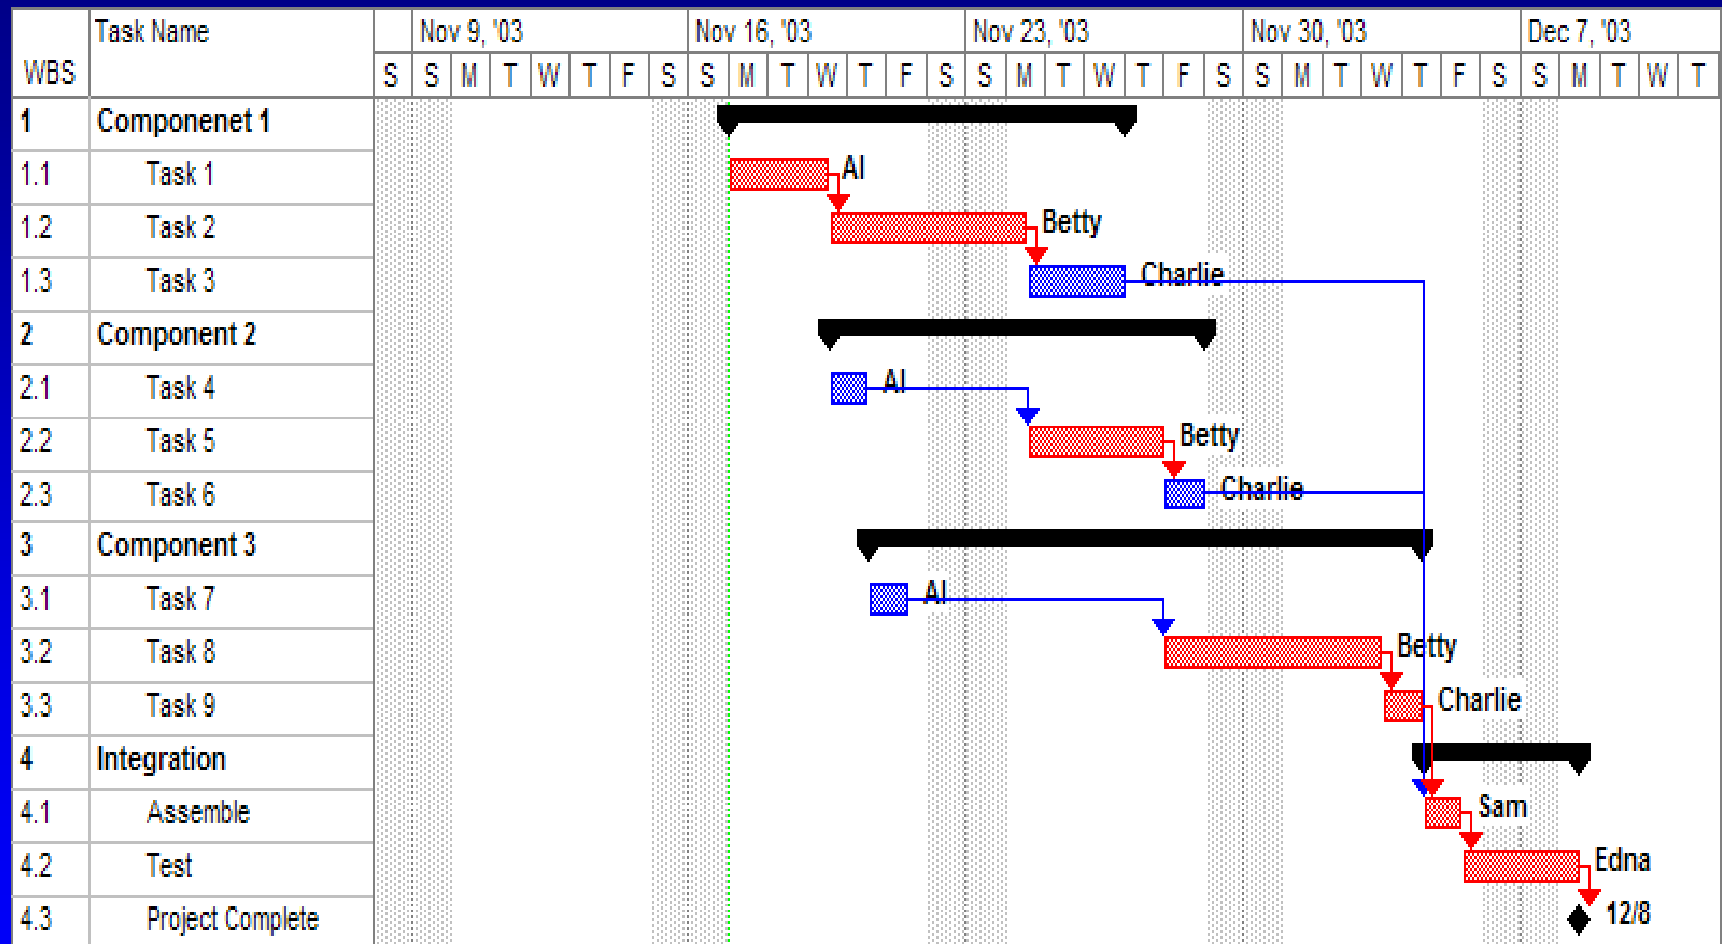 WBS Task Name Nov 9, '03 Nov 16, '03 Nov 23, '03 Nov 30, '03 Dec 7, '03
S S M T W T F S S M T W T F S S M T W T F S S M T W T F S S M T W T
1 Componenet 1
1.1 Task 1 Al
1.2 Task 2 Betty
1.3 Task 3 Charlie
2 Component 2
2.1 Task 4 Al
2.2 Task 5 Betty
2.3 Task 6 Charlie
3 Component 3
3.1 Task 7 Al
3.2 Task 8 Betty
3.3 Task 9 Charlie
4 Integration
4.1 Assemble Sam
4.2 Test Edna
4.3 Project Complete 12/8